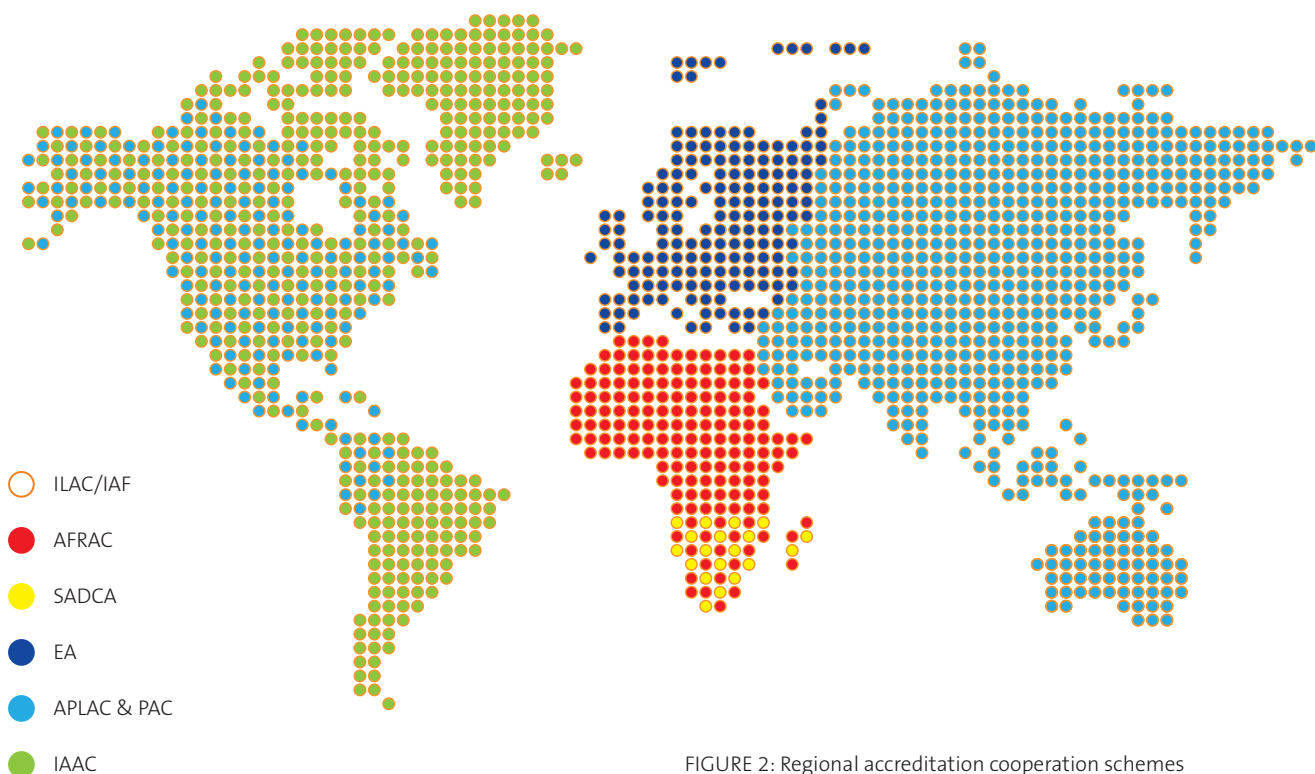 ILAC/IAF
AFRAC
SADCA
EA
APLAC & PAC
IAAC
FIGURE 2: Regional accreditation cooperation schemes